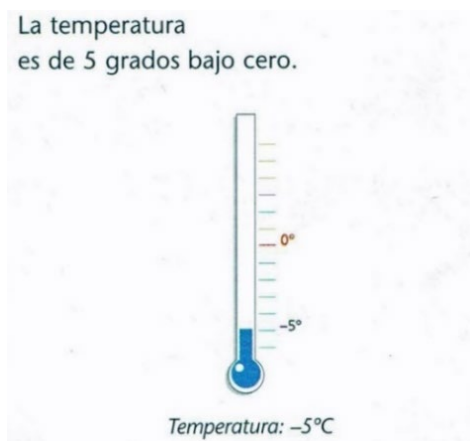 La temperatura
es de 5 grados bajo cero.
0°
–5°
Temperatura: –5°C